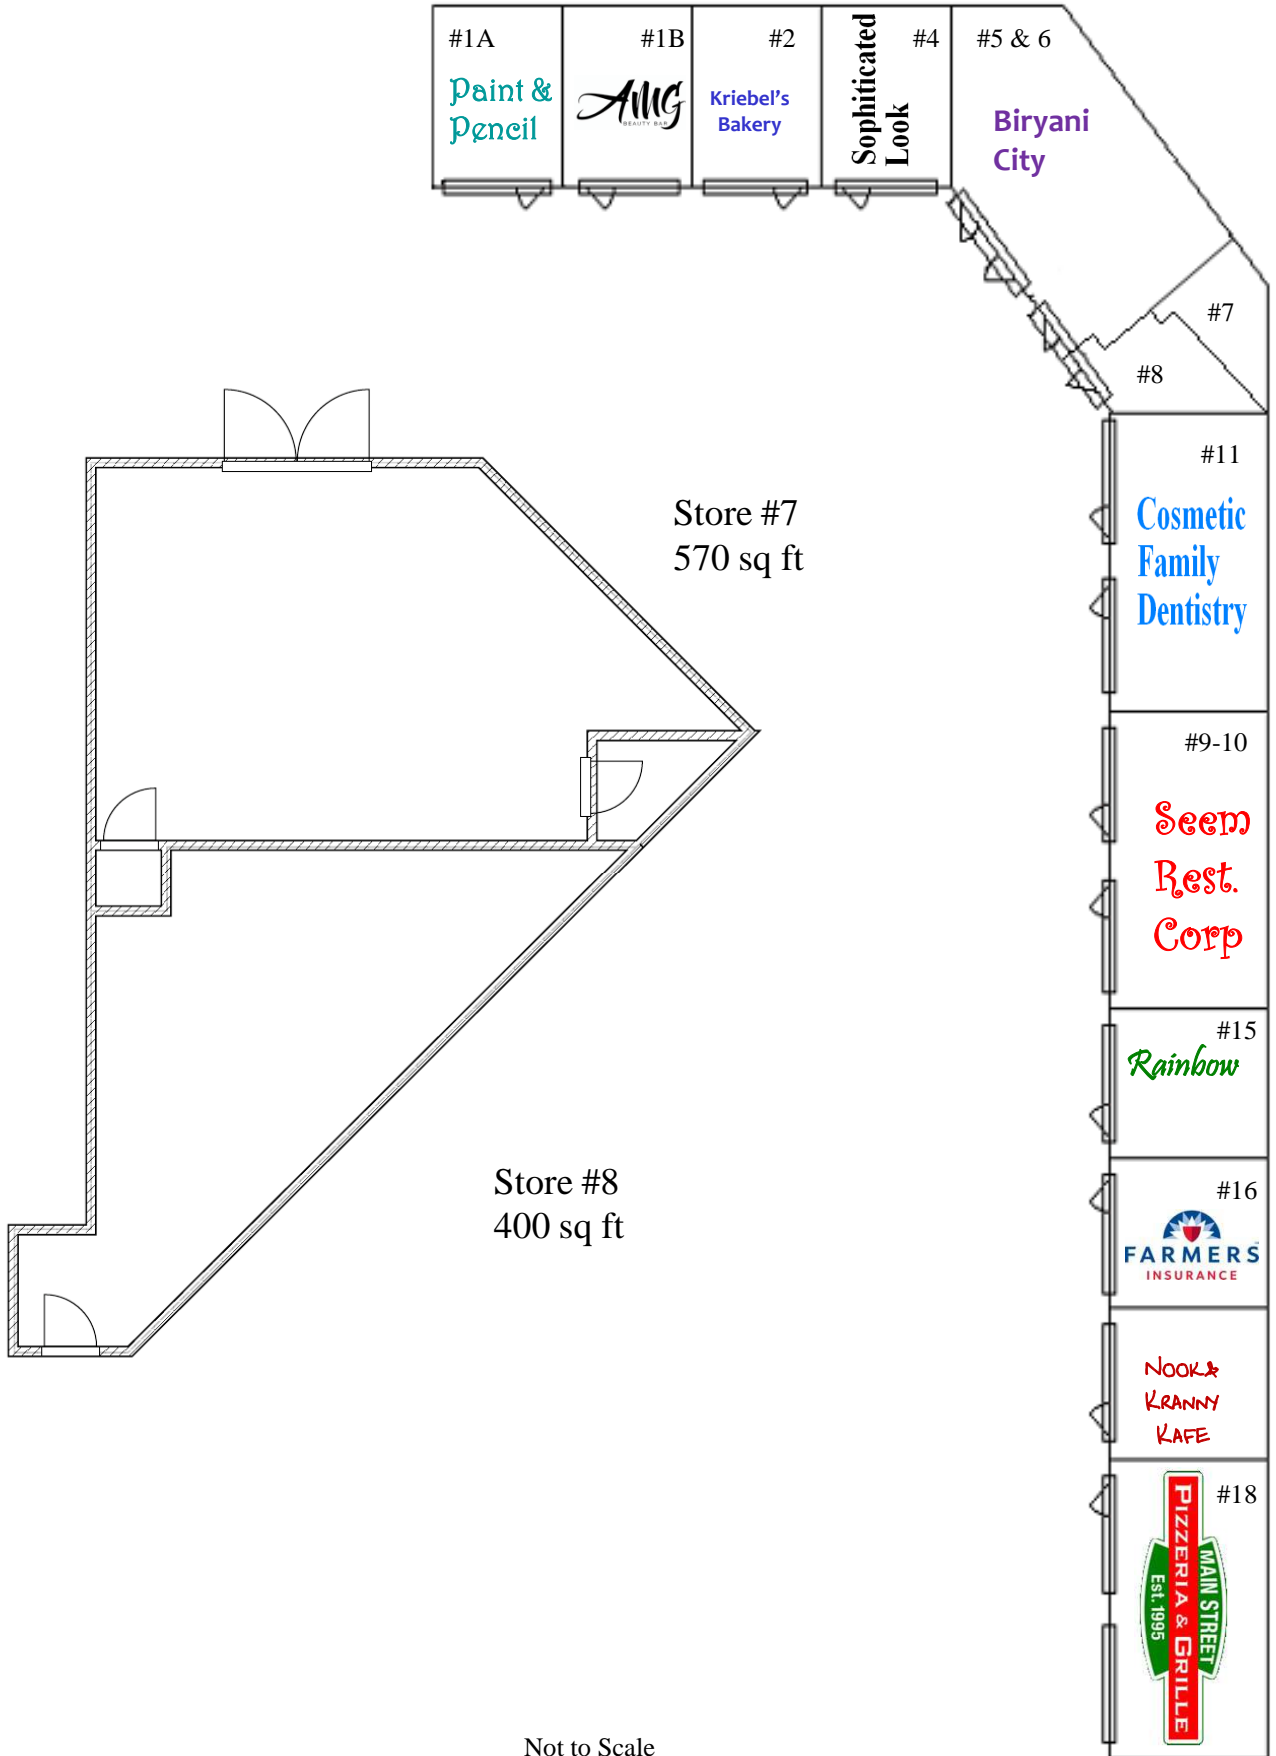 #1A
Paint &
Pencil
#1B
AMG
BEAUTY BAR
#2
Kriebel's
Bakery
#4
Sophiticated
Look
#5 & 6
Biryani
City
#7
#8
#11
Cosmetic
Family
Dentistry
Store #7
570 sq ft
#9-10
Seem
Rest.
Corp
#15
Rainbow
Store #8
400 sq ft
#16
FARMERS
INSURANCE
NOOK &
KRANNY
KAFE
#18
MAIN STREET
PIZZERIA & GRILLE
Est. 1995
Not to Scale